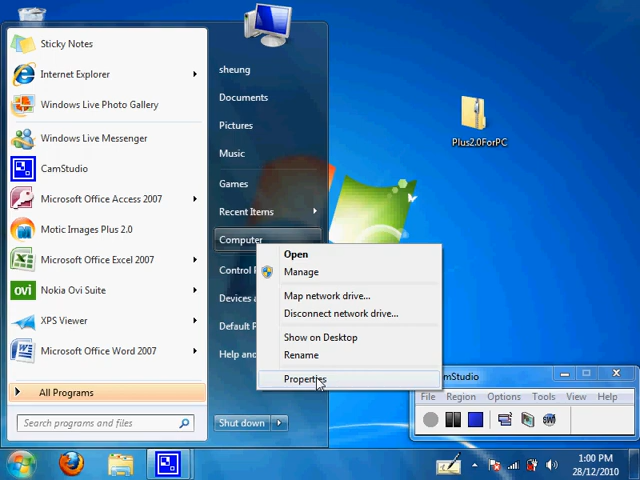 Sticky Notes
Internet Explorer
Windows Live Photo Gallery
Windows Live Messenger
CamStudio
Microsoft Office Access 2007
Motic Images Plus 2.0
Microsoft Office Excel 2007
ovi
Nokia Ovi Suite
XPS Viewer
Microsoft Office Word 2007
All Programs
Search programs and files
sheung
Documents
Pictures
Music
Games
Recent Items
Computer
Control P
Devices a
Default P
Help and
Shut down
Open
Manage
Map network drive...
Disconnect network drive...
Show on Desktop
Rename
Properties
Plus2.0ForPC
amStudio
File Region Options Tools View Help
1:00 PM
28/12/2010